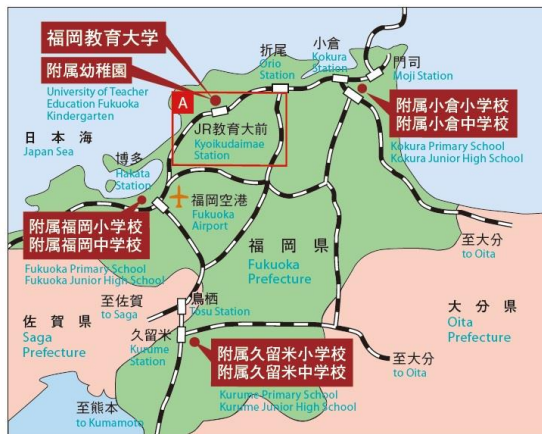 福岡教育大学
附属幼稚園
University of Teacher
Education Fukuoka
Kindergarten
A
折尾
Orio
Station
小倉
Kokura
Station
門司
Moji Station
附属小倉小学校
附属小倉中学校
Kokura Primary School
Kokura Junior High School
JR教育大前
Kyoikudaimae
Station
日本海
Japan Sea
博多
Hakata
Station
福岡空港
Fukuoka
Airport
附属福岡小学校
附属福岡中学校
Fukuoka Primary School
Fukuoka Junior High School
福岡県
Fukuoka
Prefecture
至大分
to Oita
至佐賀
to Saga
鳥栖
Tosu Station
佐賀県
Saga
Prefecture
久留米
Kurume
Station
大分県
Oita
Prefecture
附属久留米小学校
附属久留米中学校
Kurume Primary School
Kurume Junior High School
至大分
to Oita
至熊本
to Kumamoto